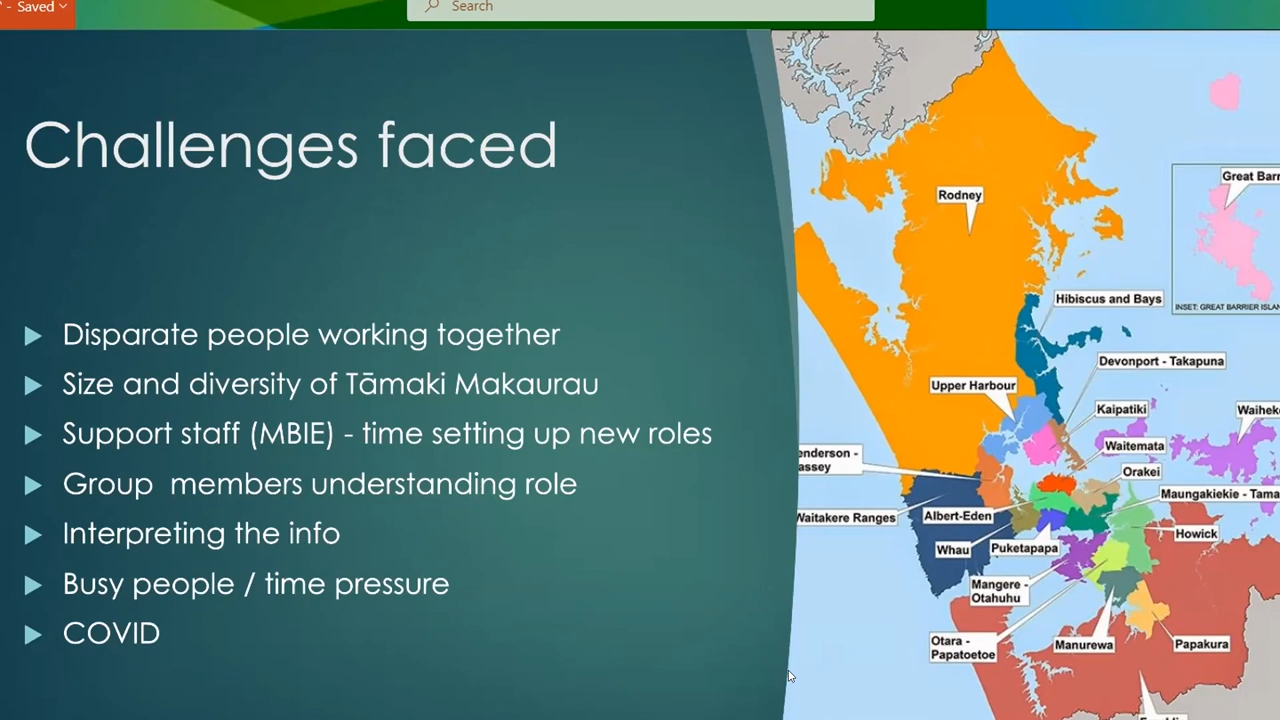 - Saved
Search
Challenges faced
Disparate people working together
Size and diversity of Tāmaki Makaurau
Support staff (MBIE) - time setting up new roles
Group  members understanding role
Interpreting the info
Busy people / time pressure
COVID
Great Barr
Rodney
INSET: GREAT BARRIER ISLAN
Hibiscus and Bays
Devonport - Takapuna
Upper Harbour
Kaipatiki
Waiheke
Waitemata
enderson -
assey
Orakei
Maungakiekie - Tama
Waitakere Ranges
Albert-Eden
Howick
Whau
Puketapapa
Mangere -
Otahuhu
Otara -
Papatoetoe
Manurewa
Papakura